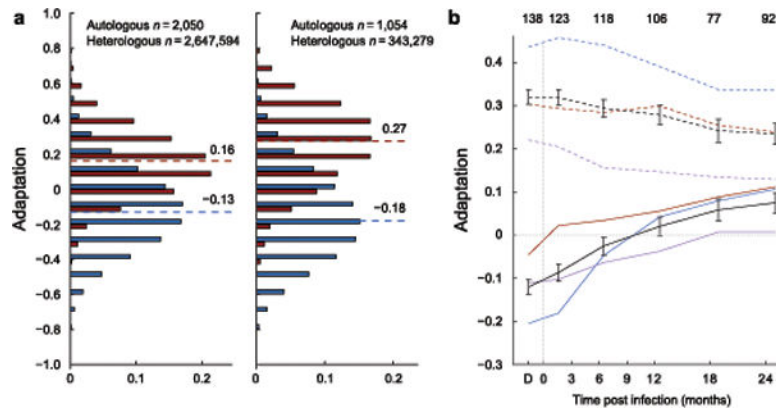 a
Autologous n = 2,050
Heterologous n = 2,647,594
Autologous n = 1,054
Heterologous n = 343,279
Adaptation
1.0
0.8
0.6
0.4
0.2
0
−0.2
−0.4
−0.6
−0.8
−1.0
0.16
−0.13
0.27
−0.18
0 0.1 0.2
0 0.1 0.2
b
138 123 118 106 77 92
Adaptation
0.4
0.3
0.2
0.1
0
−0.1
−0.2
−0.3
D 0 3 6 9 12 18 24
Time post infection (months)